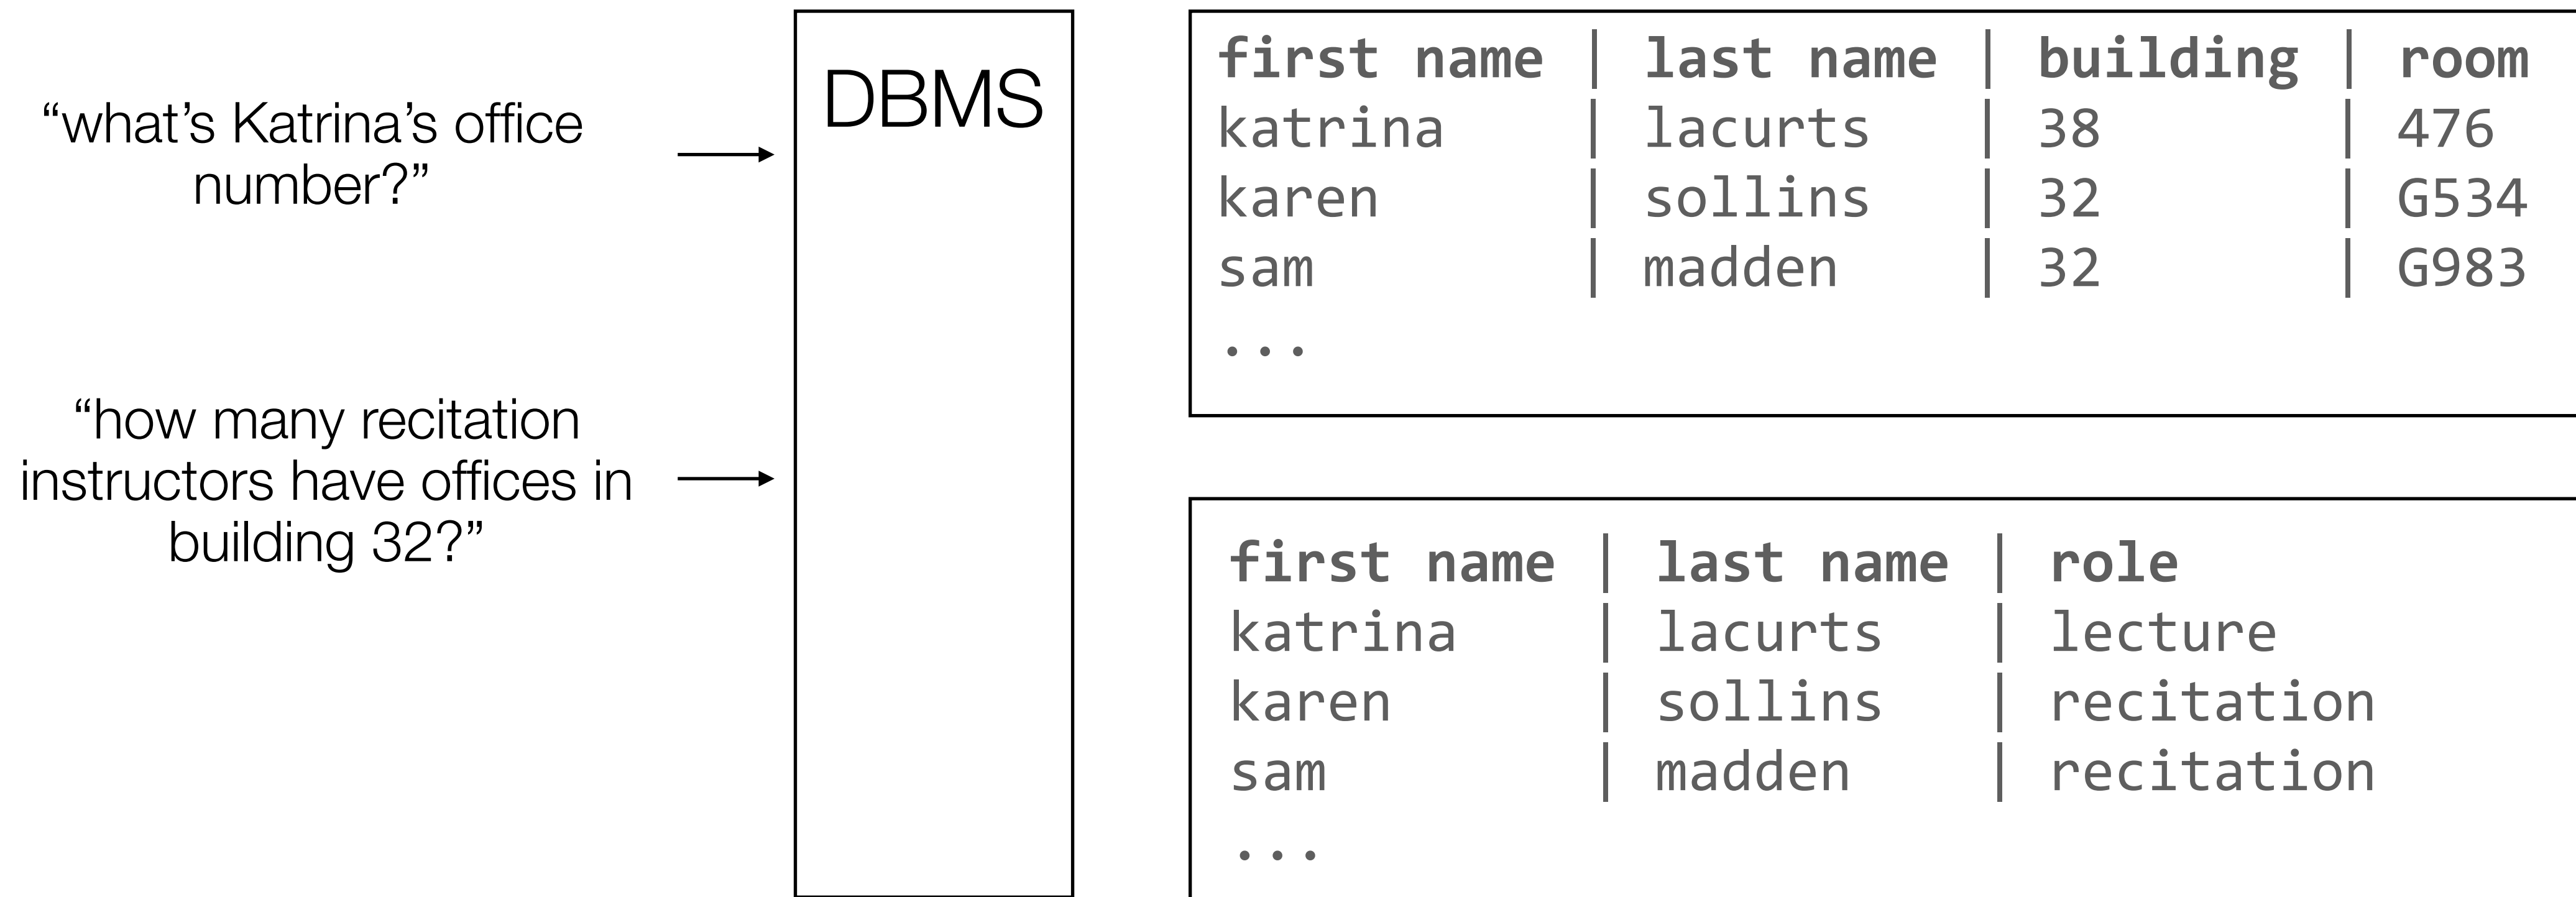 “what’s Katrina’s office
number?”
“how many recitation
instructors have offices in
building 32?”
DBMS
first name | last name | building | room
katrina | lacurts | 38 | 476
karen | sollins | 32 | G534
sam | madden | 32 | G983
...
first name | last name | role
katrina | lacurts | lecture
karen | sollins | recitation
sam | madden | recitation
...